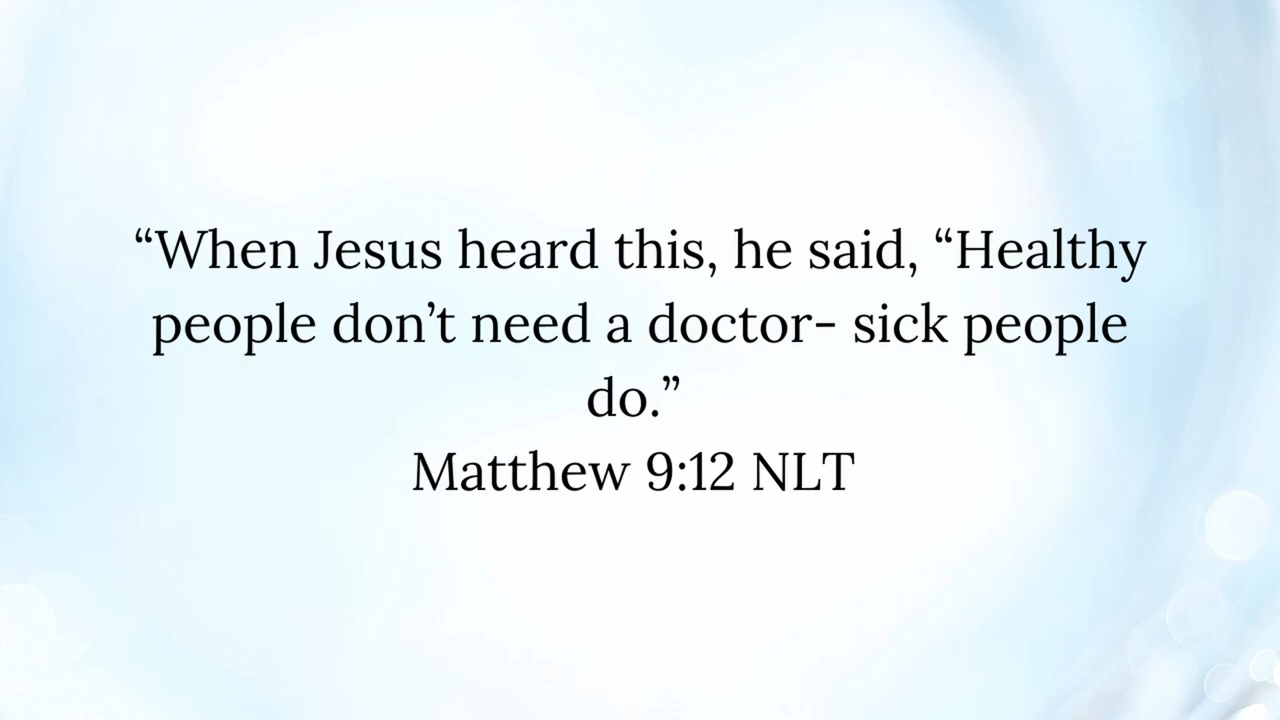 “When Jesus heard this, he said, “Healthy
people don’t need a doctor- sick people
do.”
Matthew 9:12 NLT